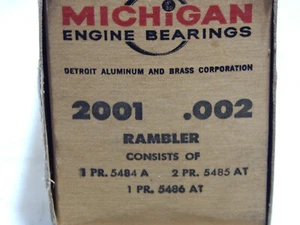 MICHIGAN
ENGINE BEARINGS
DETROIT ALUMINUM AND BRASS CORPORATION
2001 .002
RAMBLER
CONSISTS OF
1 PR. 5484 A 2 PR. 5485 AT
1 PR. 5486 AT